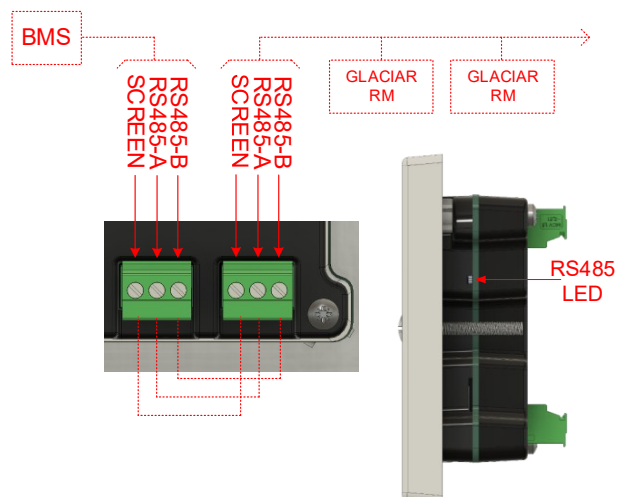 BMS
GLACIAR
RM
GLACIAR
RM
SCREEN
RS485-A
RS485-B
SCREEN
RS485-A
RS485-B
RS485
LED